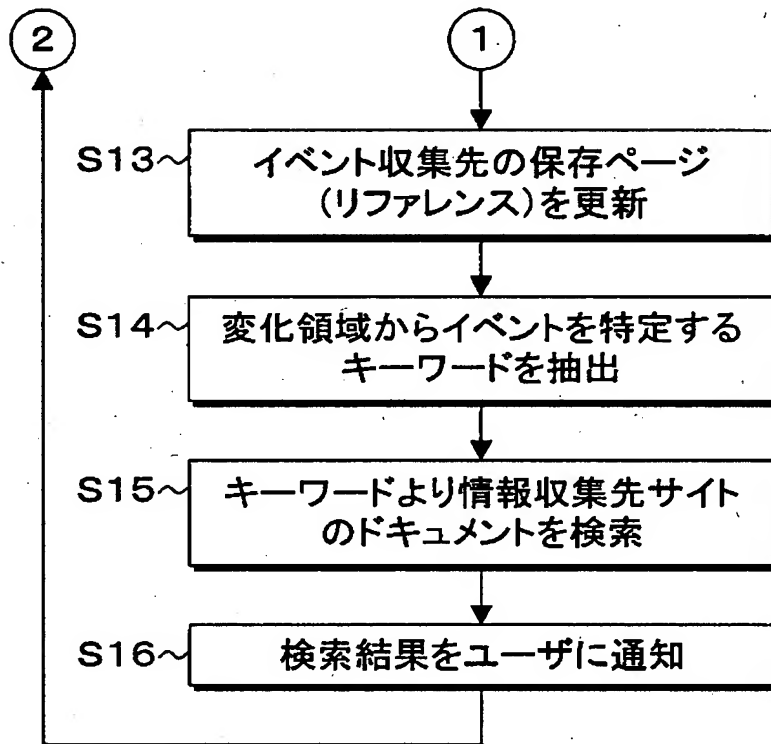 2
1
S13~
イベント収集先の保存ページ
(リファレンス)を更新
S14~
変化領域からイベントを特定する
キーワードを抽出
S15~
キーワードより情報収集先サイト
のドキュメントを検索
S16~
検索結果をユーザに通知